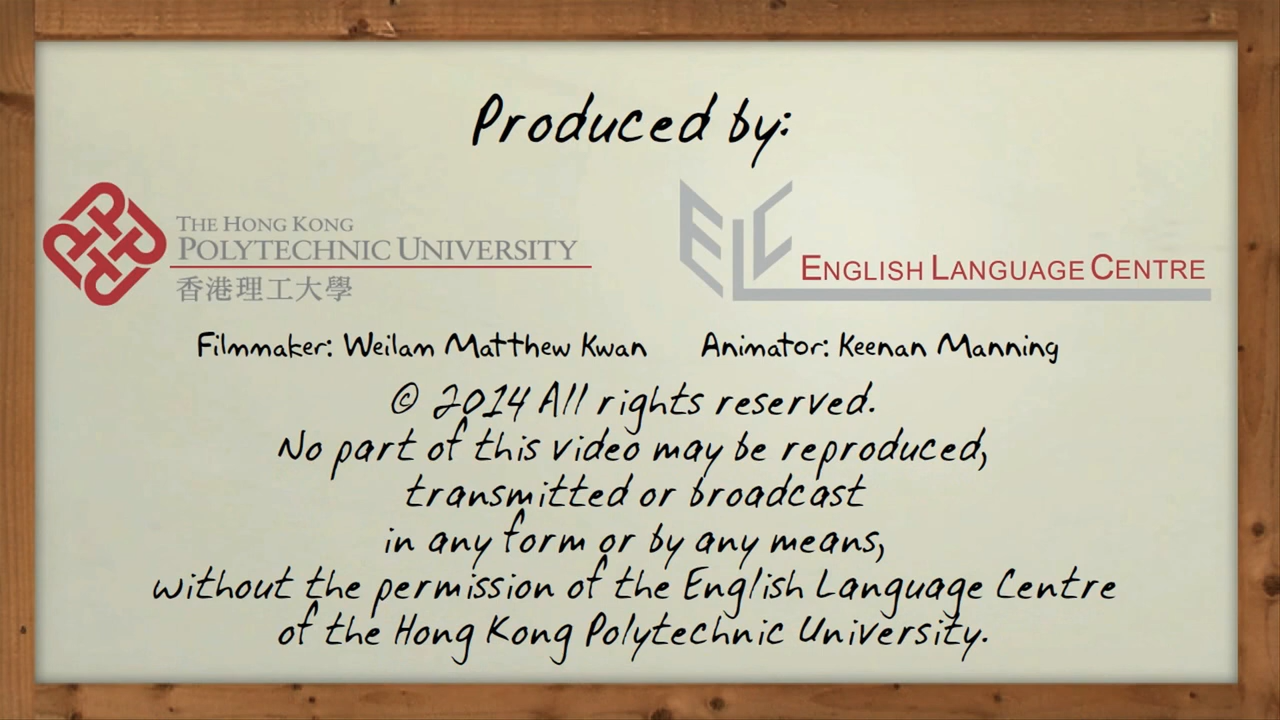 Produced by:
THE HONG KONG
POLYTECHNIC UNIVERSITY
香港理工大學
ELC
ENGLISH LANGUAGE CENTRE
Filmmaker: Weilam Matthew Kwan Animator: Keenan Manning
© 2014 All rights reserved.
No part of this video may be reproduced,
transmitted or broadcast
in any form or by any means,
without the permission of the English Language Centre
of the Hong Kong Polytechnic University.